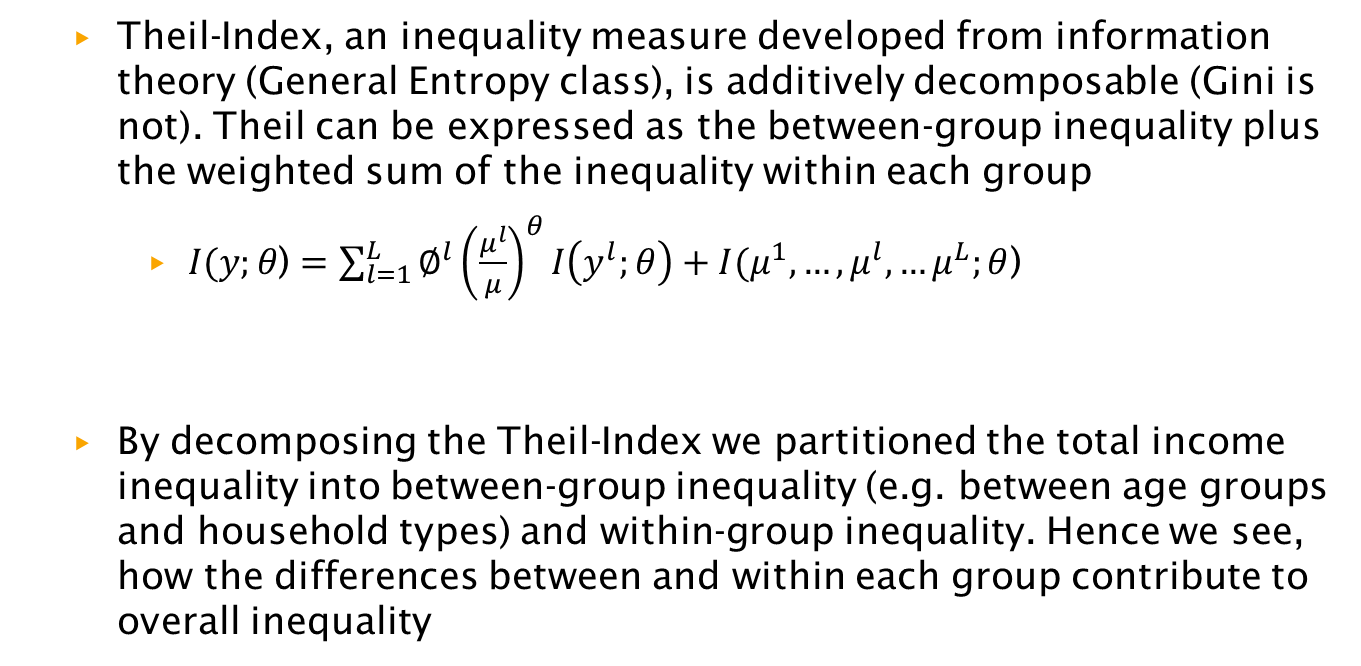 ▸ Theil-Index, an inequality measure developed from information
theory (General Entropy class), is additively decomposable (Gini is
not). Theil can be expressed as the between-group inequality plus
the weighted sum of the inequality within each group
▸ I(y; θ) = ∑_{l=1}^{L} ∅^l (μ^l/μ)^θ I(y^l; θ) + I(μ^1, … , μ^l, … μ^L; θ)
▸ By decomposing the Theil-Index we partitioned the total income
inequality into between-group inequality (e.g. between age groups
and household types) and within-group inequality. Hence we see,
how the differences between and within each group contribute to
overall inequality